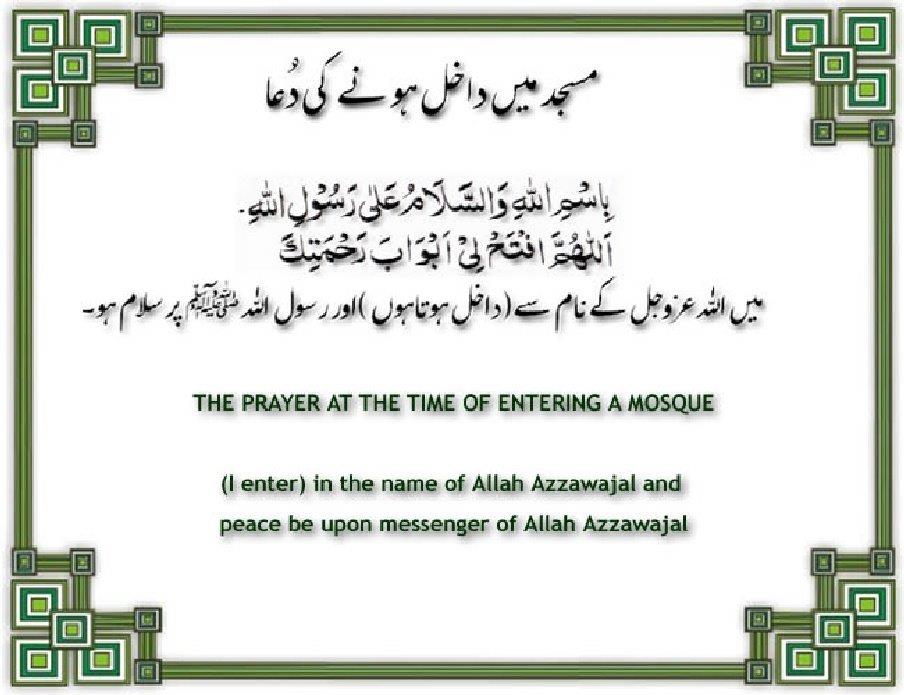 مسجد میں داخل ہونے کی دُعا
بِاسْمِ اللهِ وَالسَّلَامُ عَلٰی رَسُوْلِ اللهِ۔
اَللّٰهُمَّ افْتَحْ لِیْ اَبْوَابَ رَحْمَتِكَ
میں اللہ عزوجل کے نام سے (داخل ہوتا ہوں) اور رسول اللہ ﷺ پر سلام ہو۔
THE PRAYER AT THE TIME OF ENTERING A MOSQUE
(I enter) in the name of Allah Azzawajal and
peace be upon messenger of Allah Azzawajal